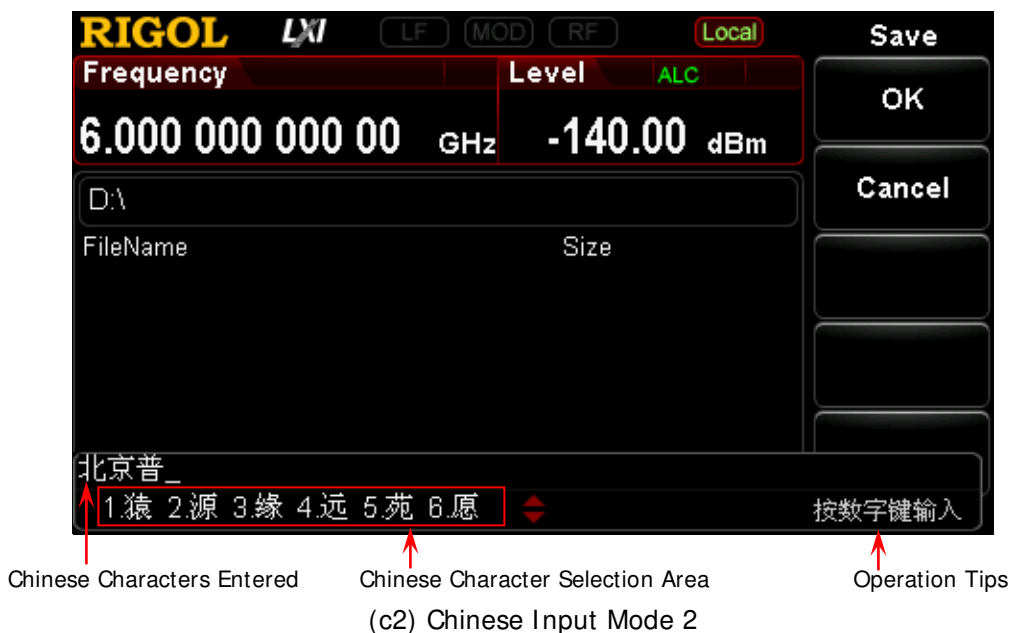 RIGOL LXI LF MOD RF Local Save
Frequency Level ALC
OK
6.000 000 000 00 GHz -140.00 dBm
Cancel
D:\
FileName Size
北京普_
1.猿 2.源 3.缘 4.远 5.苑 6.愿 按数字键输入
Chinese Characters Entered Chinese Character Selection Area Operation Tips
(c2) Chinese Input Mode 2